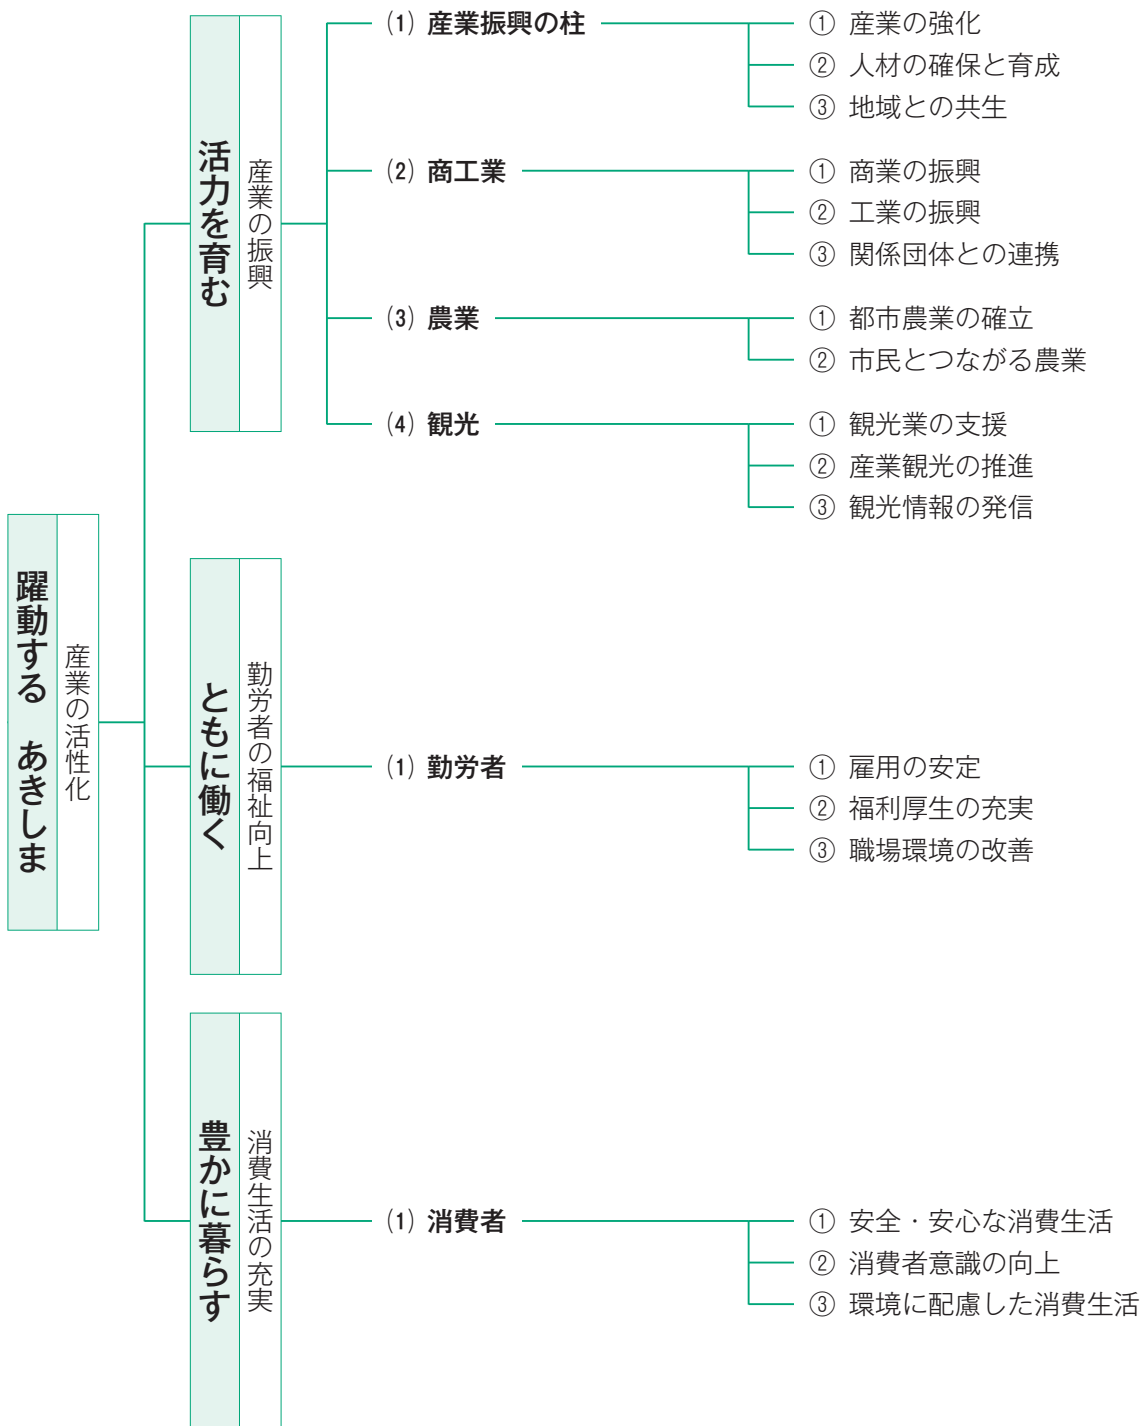 躍動する　あきしま
産業の活性化
活力を育む
産業の振興
(1) 産業振興の柱
① 産業の強化
② 人材の確保と育成
③ 地域との共生
(2) 商工業
① 商業の振興
② 工業の振興
③ 関係団体との連携
(3) 農業
① 都市農業の確立
② 市民とつながる農業
(4) 観光
① 観光業の支援
② 産業観光の推進
③ 観光情報の発信
ともに働く
勤労者の福祉向上
(1) 勤労者
① 雇用の安定
② 福利厚生の充実
③ 職場環境の改善
豊かに暮らす
消費生活の充実
(1) 消費者
① 安全・安心な消費生活
② 消費者意識の向上
③ 環境に配慮した消費生活